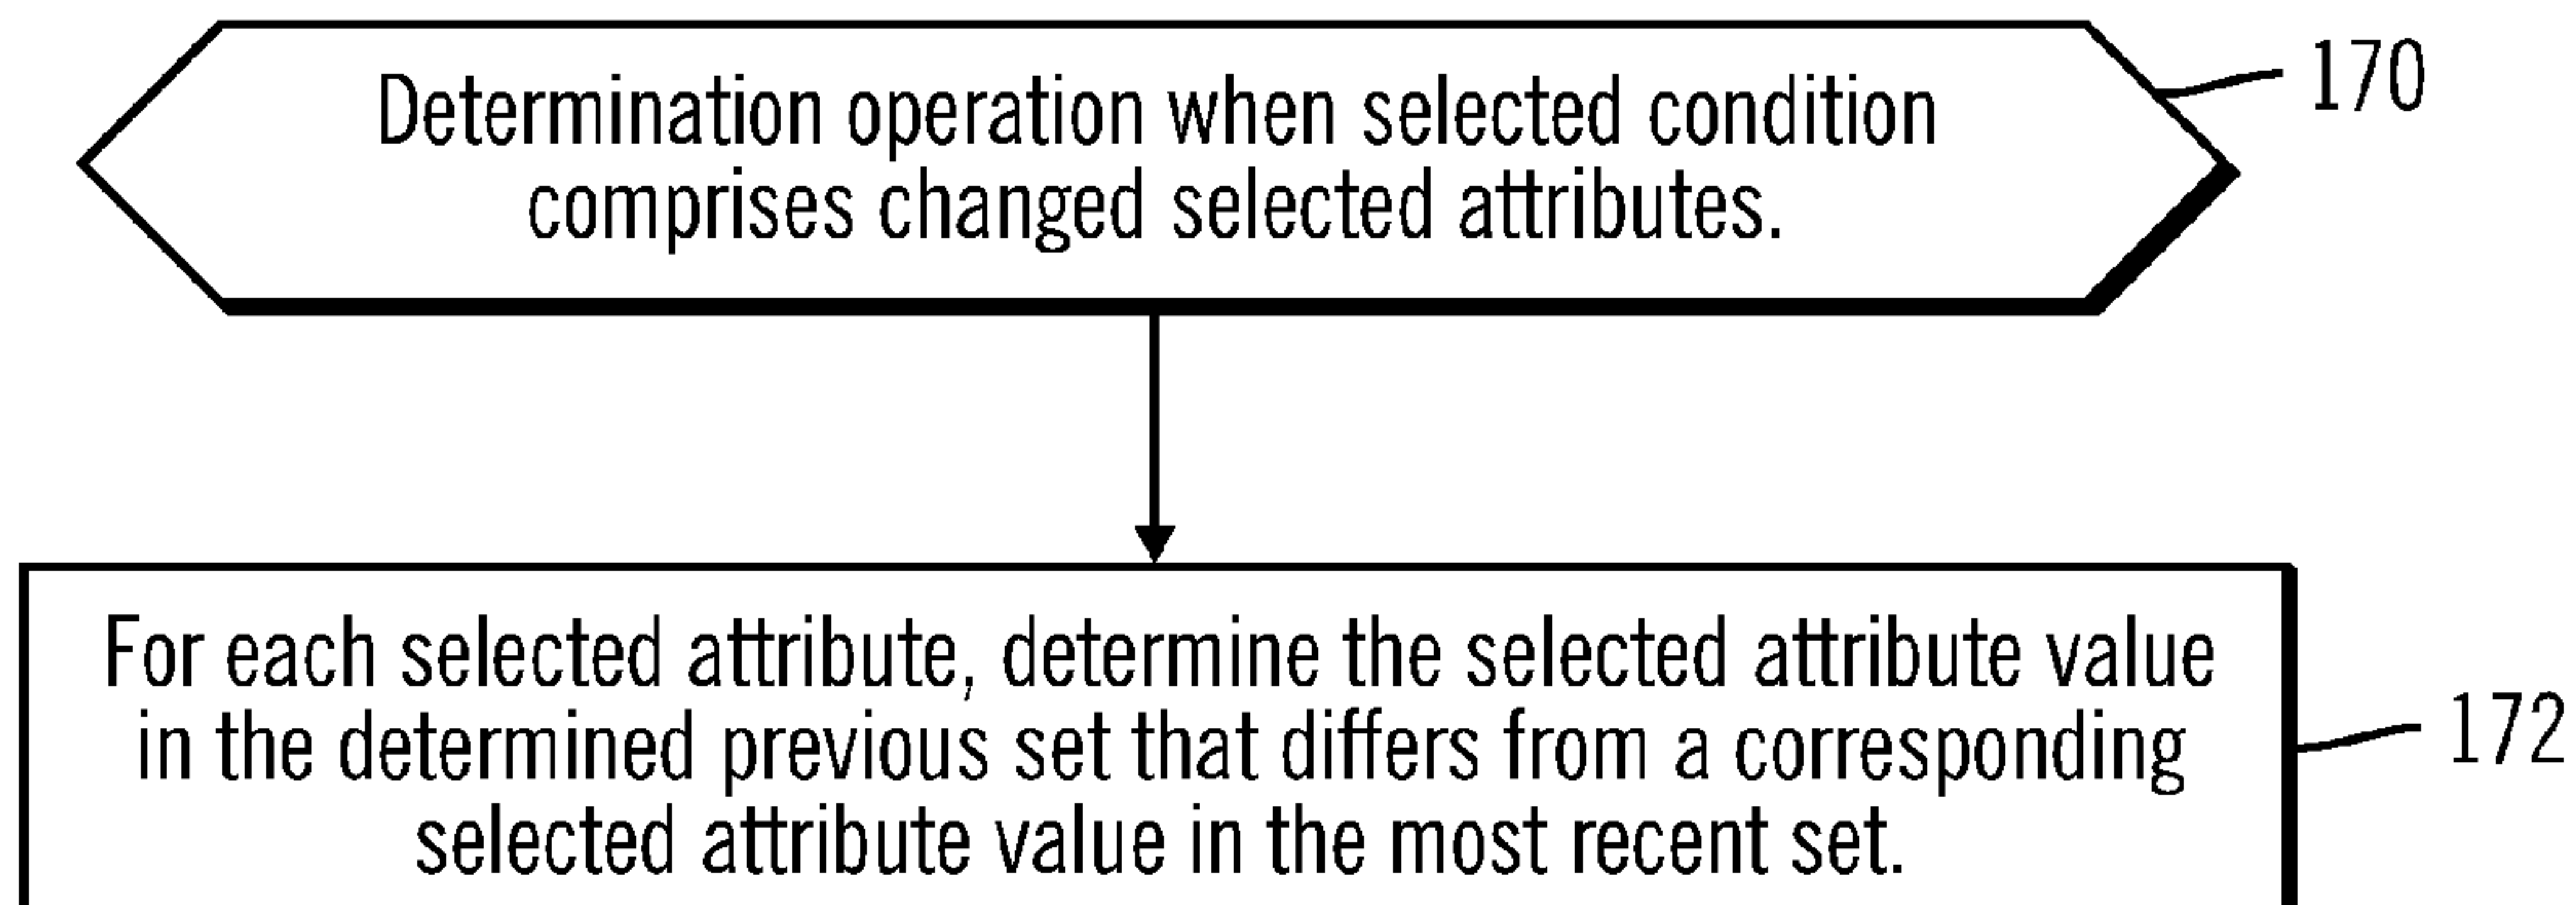 Determination operation when selected condition
comprises changed selected attributes.
170
For each selected attribute, determine the selected attribute value
in the determined previous set that differs from a corresponding
selected attribute value in the most recent set.
172